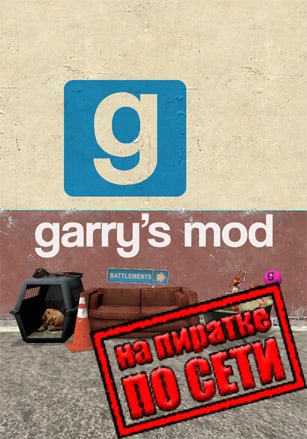 g
garry's mod
BATTLEMENTS
g
на пиратке
ПО СЕТИ